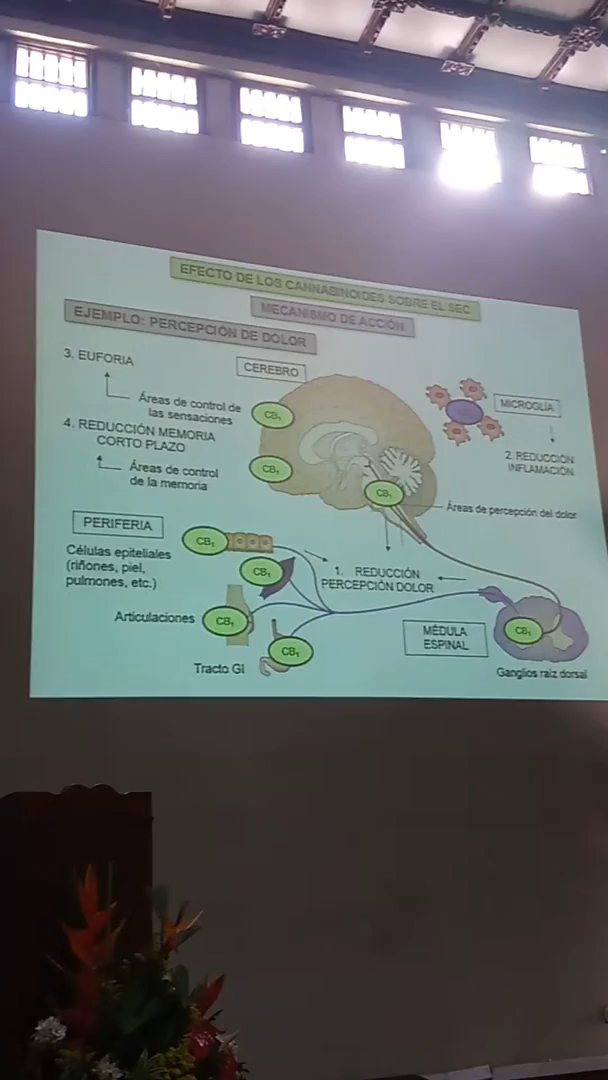 EFECTO DE LOS CANNABINOIDES SOBRE EL SEC
MECANISMO DE ACCIÓN
EJEMPLO: PERCEPCIÓN DE DOLOR
3. EUFORIA
Áreas de control de
las sensaciones
4. REDUCCIÓN MEMORIA
CORTO PLAZO
Áreas de control
de la memoria
CEREBRO
CB₁
CB₁
CB₁
MICROGLÍA
2. REDUCCIÓN
INFLAMACIÓN
Áreas de percepción del dolor
PERIFERIA
Células epiteliales
(riñones, piel,
pulmones, etc.)
CB₁
CB₁
1. REDUCCIÓN
PERCEPCIÓN DOLOR
Articulaciones
CB₁
Tracto GI
CB₁
MÉDULA
ESPINAL
CB₁
Ganglios raíz dorsal